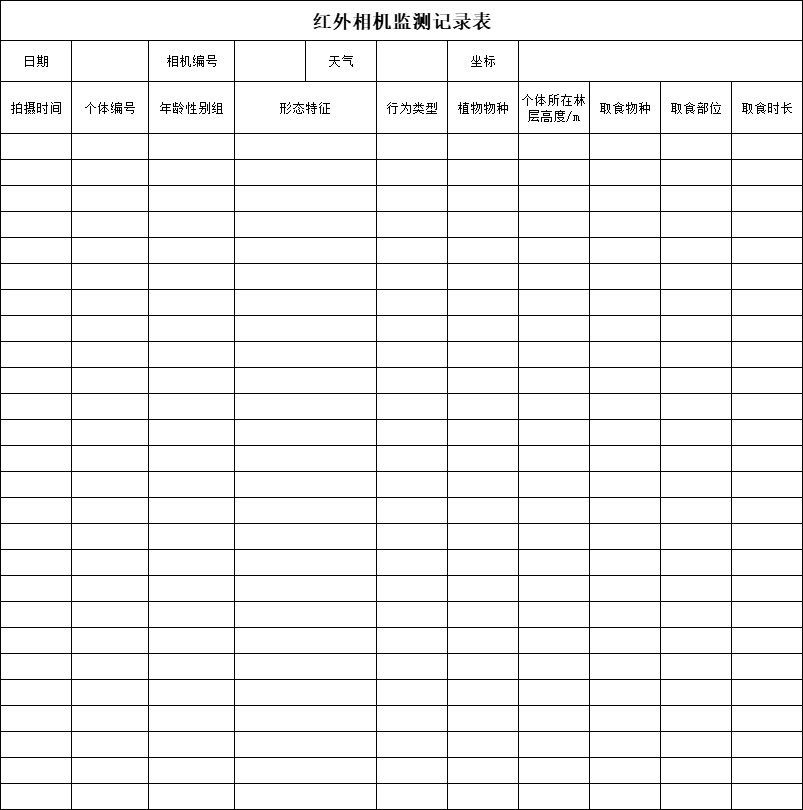 红外相机监测记录表
日期 相机编号 天气 坐标
拍摄时间 个体编号 年龄性别组 形态特征 行为类型 植物物种 个体所在林层高度/m 取食物种 取食部位 取食时长